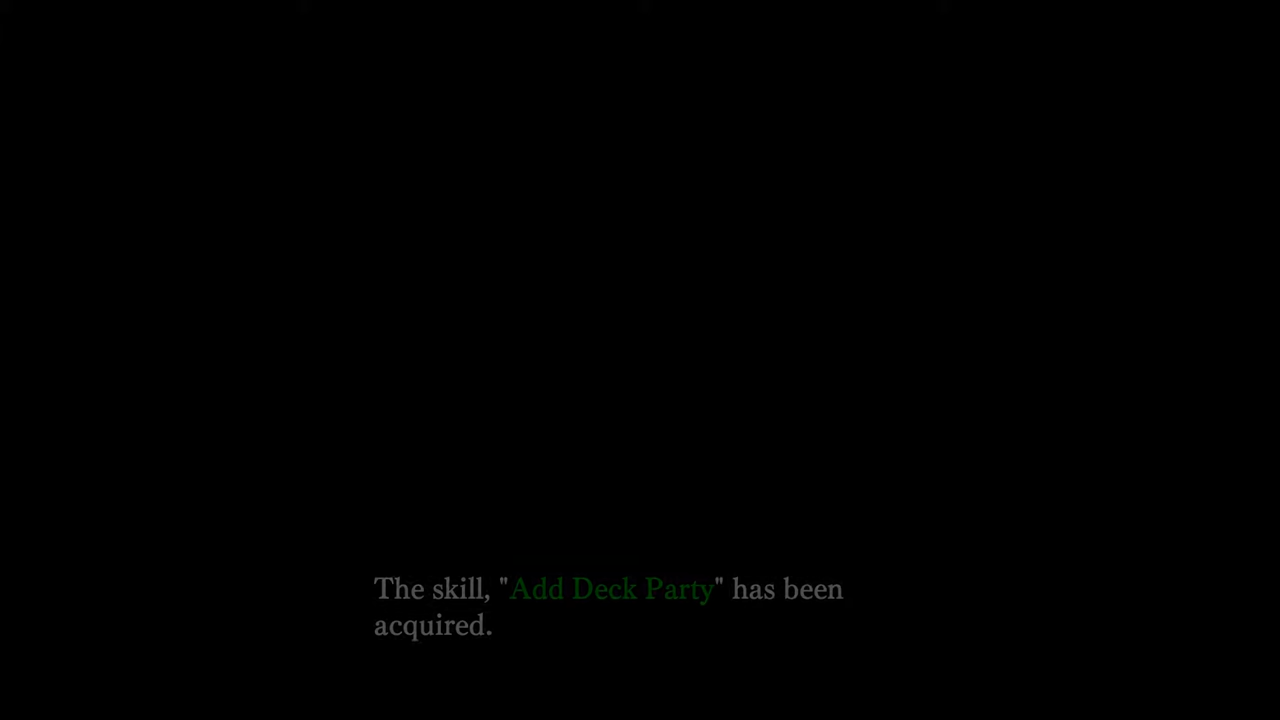 The skill, "Add Deck Party" has been
acquired.